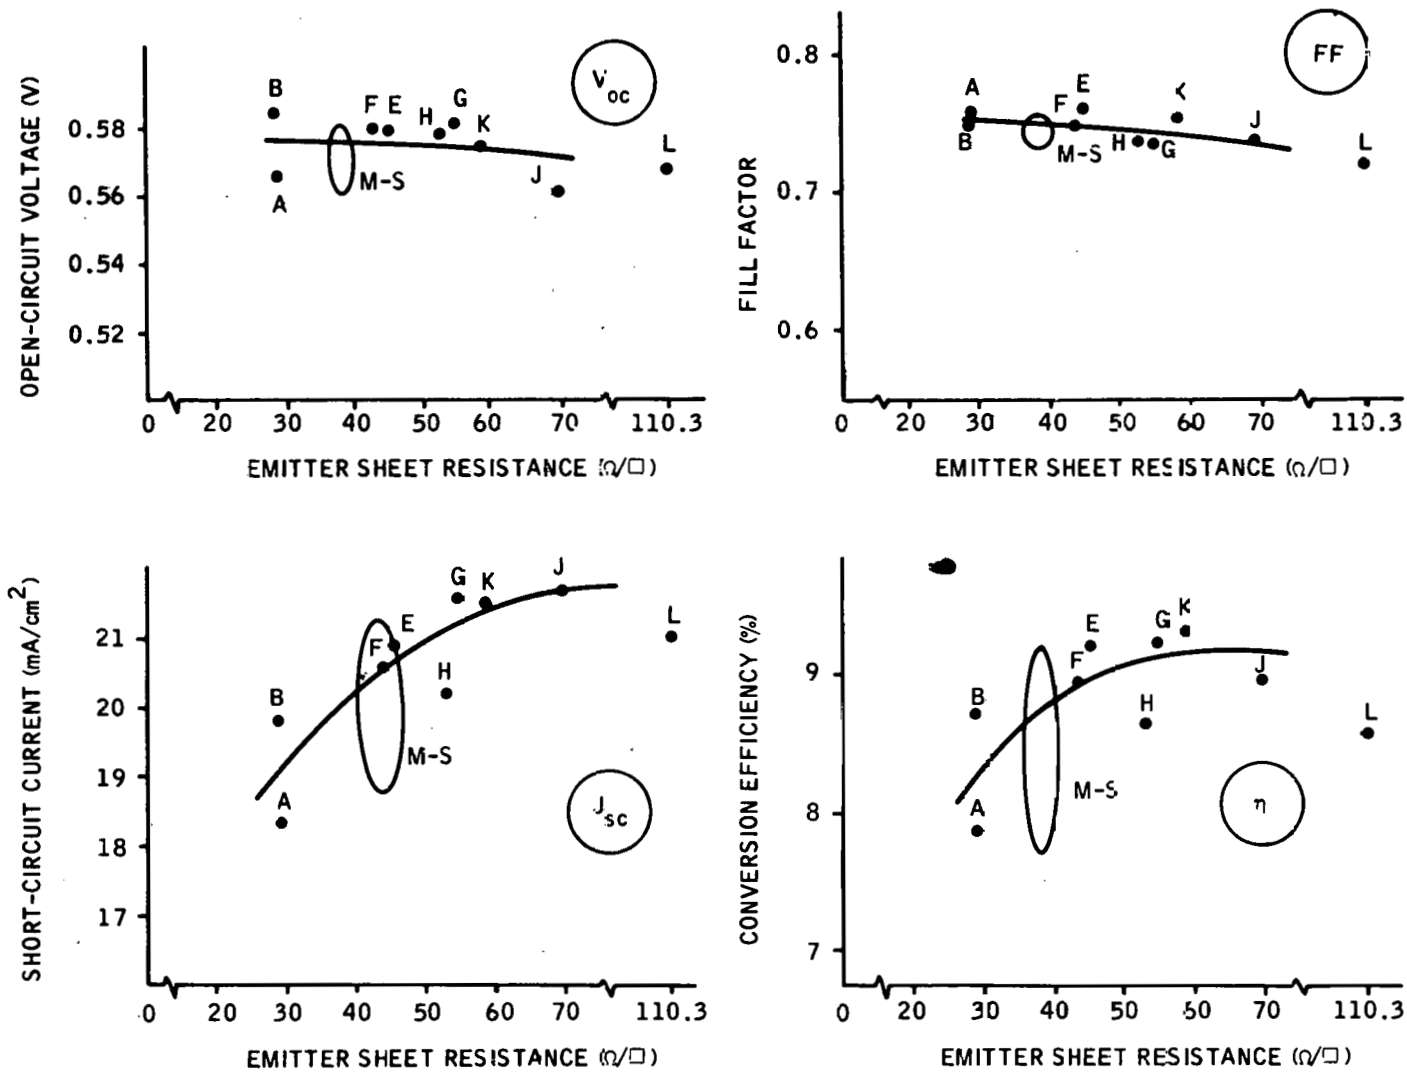 OPEN-CIRCUIT VOLTAGE (V)
0.58
0.56
0.54
0.52
B
A
F E
H
G
K
J
L
M-S
Voc
0 20 30 40 50 60 70 110.3
EMITTER SHEET RESISTANCE (Ω/□)
FILL FACTOR
0.8
0.7
0.6
A
B
F
E
K
H
G
J
L
M-S
FF
0 20 30 40 50 60 70 110.3
EMITTER SHEET RESISTANCE (Ω/□)
SHORT-CIRCUIT CURRENT (mA/cm²)
21
20
19
18
17
B
A
F
E
G
K
J
H
L
M-S
Jsc
0 20 30 40 50 60 70 110.3
EMITTER SHEET RESISTANCE (Ω/□)
CONVERSION EFFICIENCY (%)
9
8
7
B
A
F
E
G
K
H
J
L
M-S
η
0 20 30 40 50 60 70 110.3
EMITTER SHEET RESISTANCE (Ω/□)